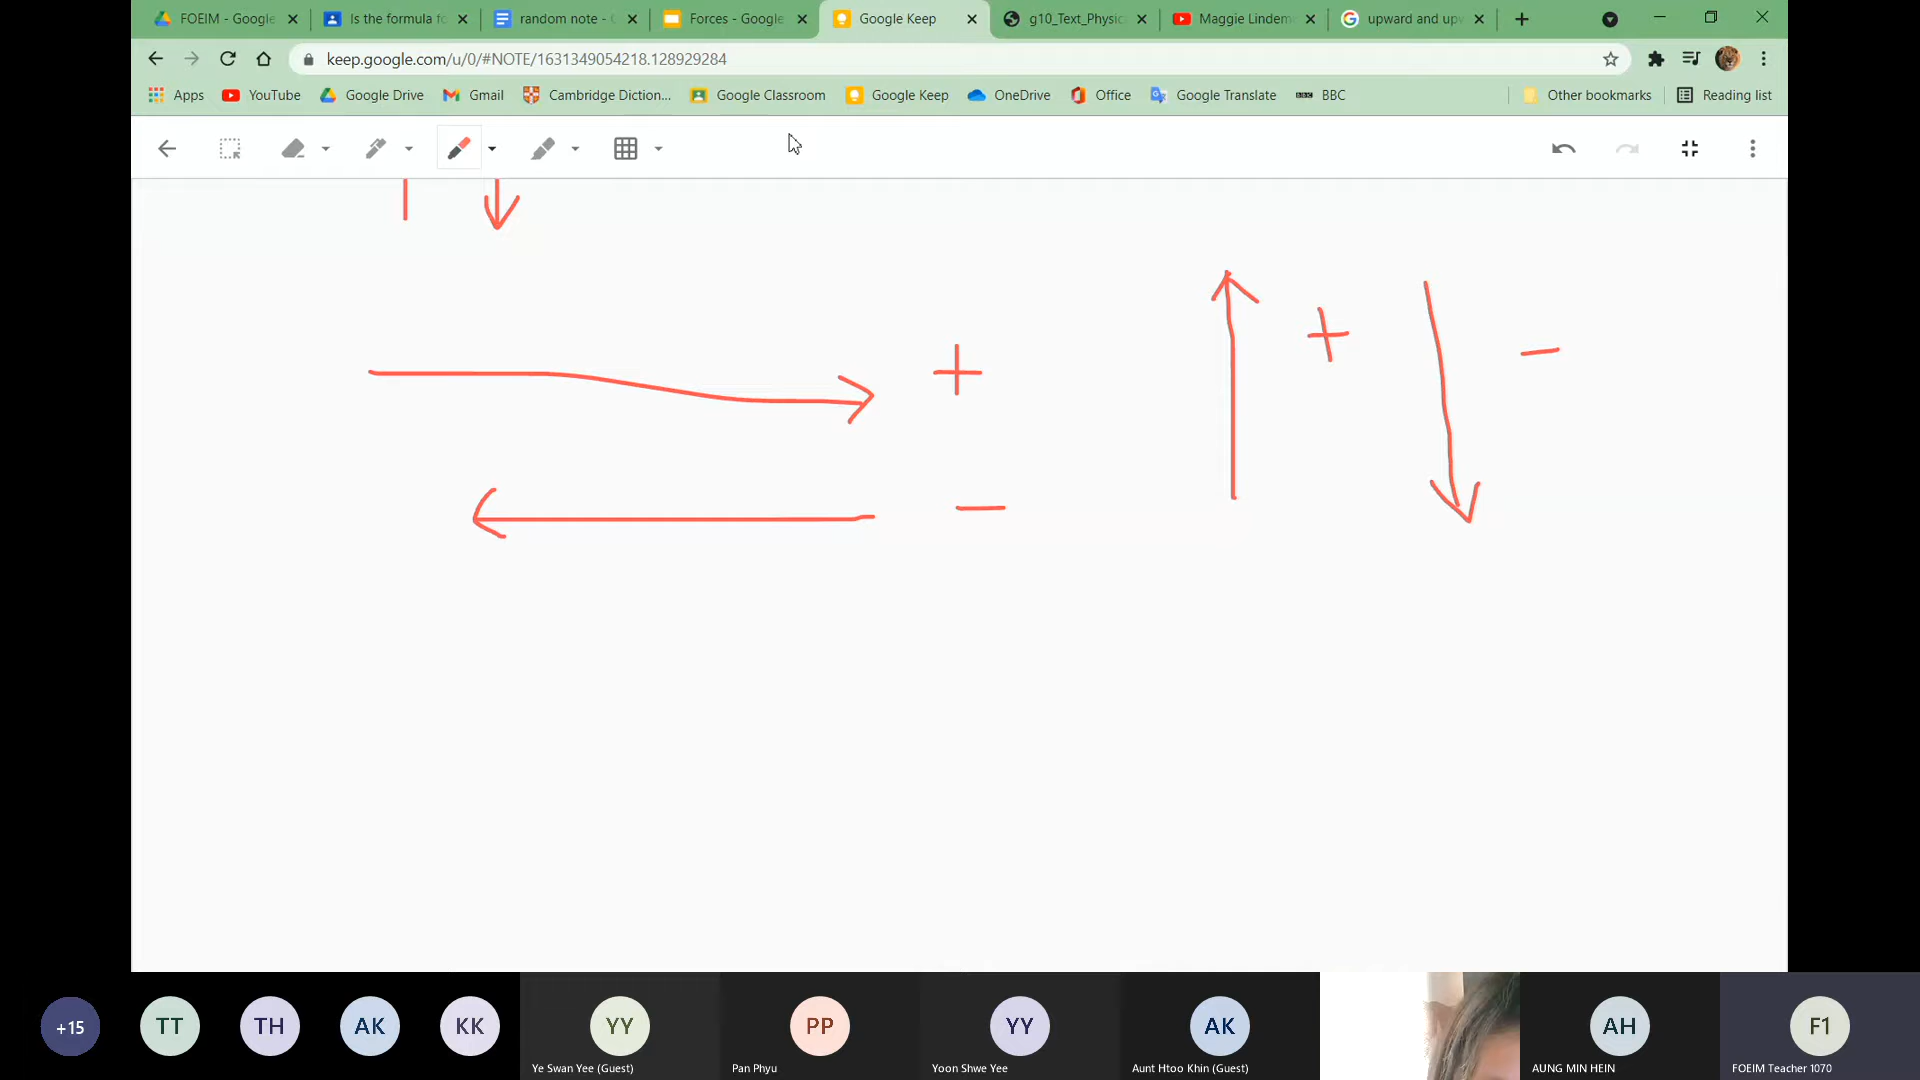 FOEIM - Google
Is the formula fo
random note - G
Forces - Google
Google Keep
g10_Text_Physic
Maggie Lindem
upward and upw
keep.google.com/u/0/#NOTE/1631349054218.128929284
Apps YouTube Google Drive Gmail Cambridge Diction... Google Classroom Google Keep OneDrive Office Google Translate BBC Other bookmarks Reading list
+ + -
-
+15 TT TH AK KK YY PP YY AK AH F1
Ye Swan Yee (Guest) Pan Phyu Yoon Shwe Yee Aunt Htoo Khin (Guest) AUNG MIN HEIN FOEIM Teacher 1070